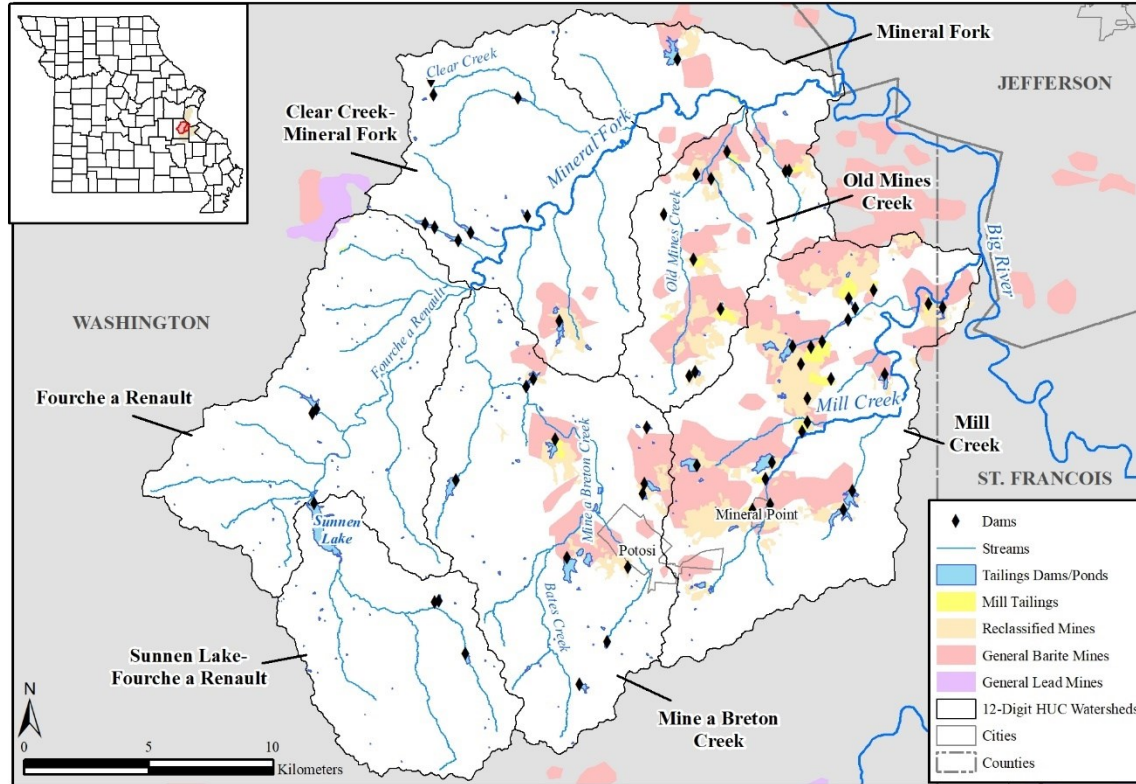 Mineral Fork
JEFFERSON
Clear Creek
Clear Creek-
Mineral Fork
Mineral Fork
Old Mines
Creek
Old Mines Creek
Big River
WASHINGTON
Fourche a Renault
Fourche a Renault
Mill Creek
Mill
Creek
Mine a Breton Creek
ST. FRANCOIS
Mineral Point
Sunnen
Lake
Potosi
Bates Creek
Sunnen Lake-
Fourche a Renault
Mine a Breton
Creek
Dams
Streams
Tailings Dams/Ponds
Mill Tailings
Reclassified Mines
General Barite Mines
General Lead Mines
12-Digit HUC Watersheds
Cities
Counties
N
0 5 10
Kilometers